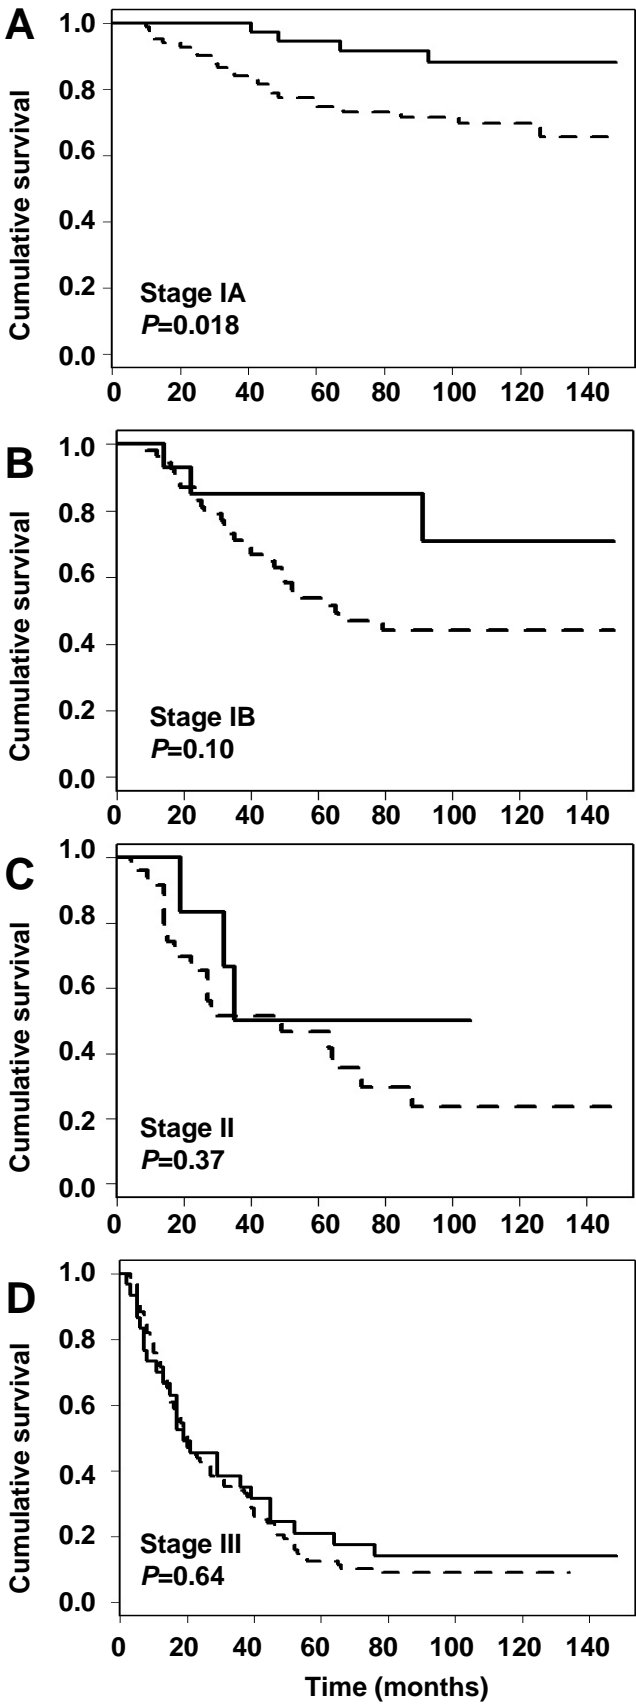 A
Cumulative survival
1.0
0.8
0.6
0.4
0.2
0.0
Stage IA
P=0.018
0 20 40 60 80 100 120 140
B
Cumulative survival
1.0
0.8
0.6
0.4
0.2
0.0
Stage IB
P=0.10
0 20 40 60 80 100 120 140
C
Cumulative survival
1.0
0.8
0.6
0.4
0.2
0.0
Stage II
P=0.37
0 20 40 60 80 100 120 140
D
Cumulative survival
1.0
0.8
0.6
0.4
0.2
0.0
Stage III
P=0.64
0 20 40 60 80 100 120 140
Time (months)